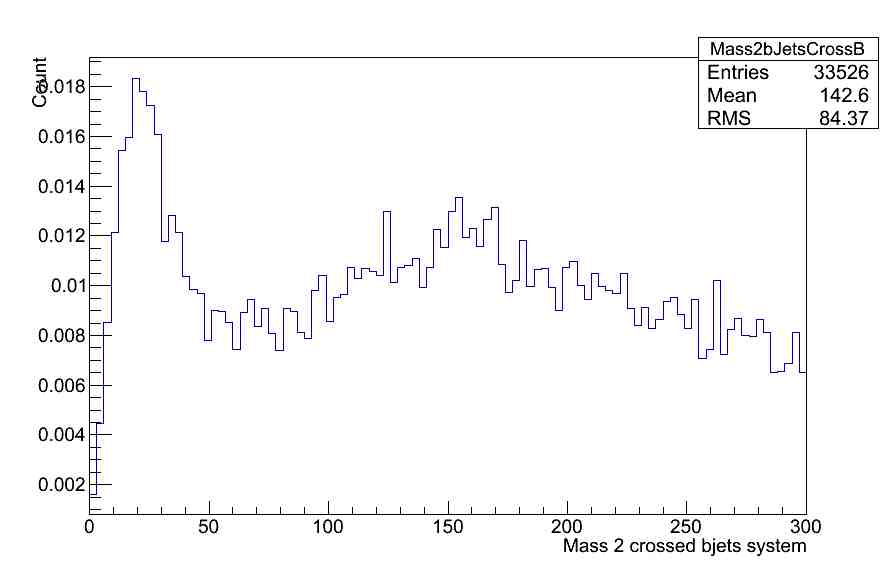 Mass2bJetsCrossB
Entries 33526
Mean 142.6
RMS 84.37
Count
0.018
0.016
0.014
0.012
0.01
0.008
0.006
0.004
0.002
0 50 100 150 200 250 300
Mass 2 crossed bjets system